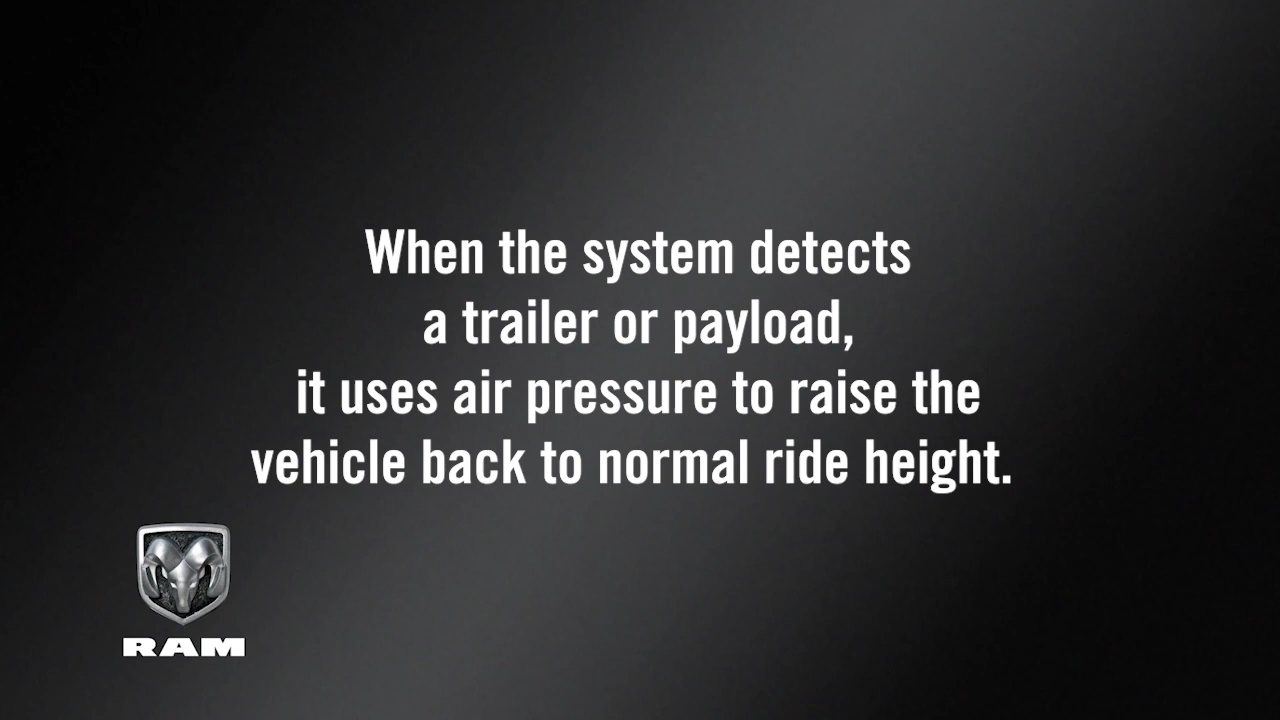 When the system detects
a trailer or payload,
it uses air pressure to raise the
vehicle back to normal ride height.
RAM